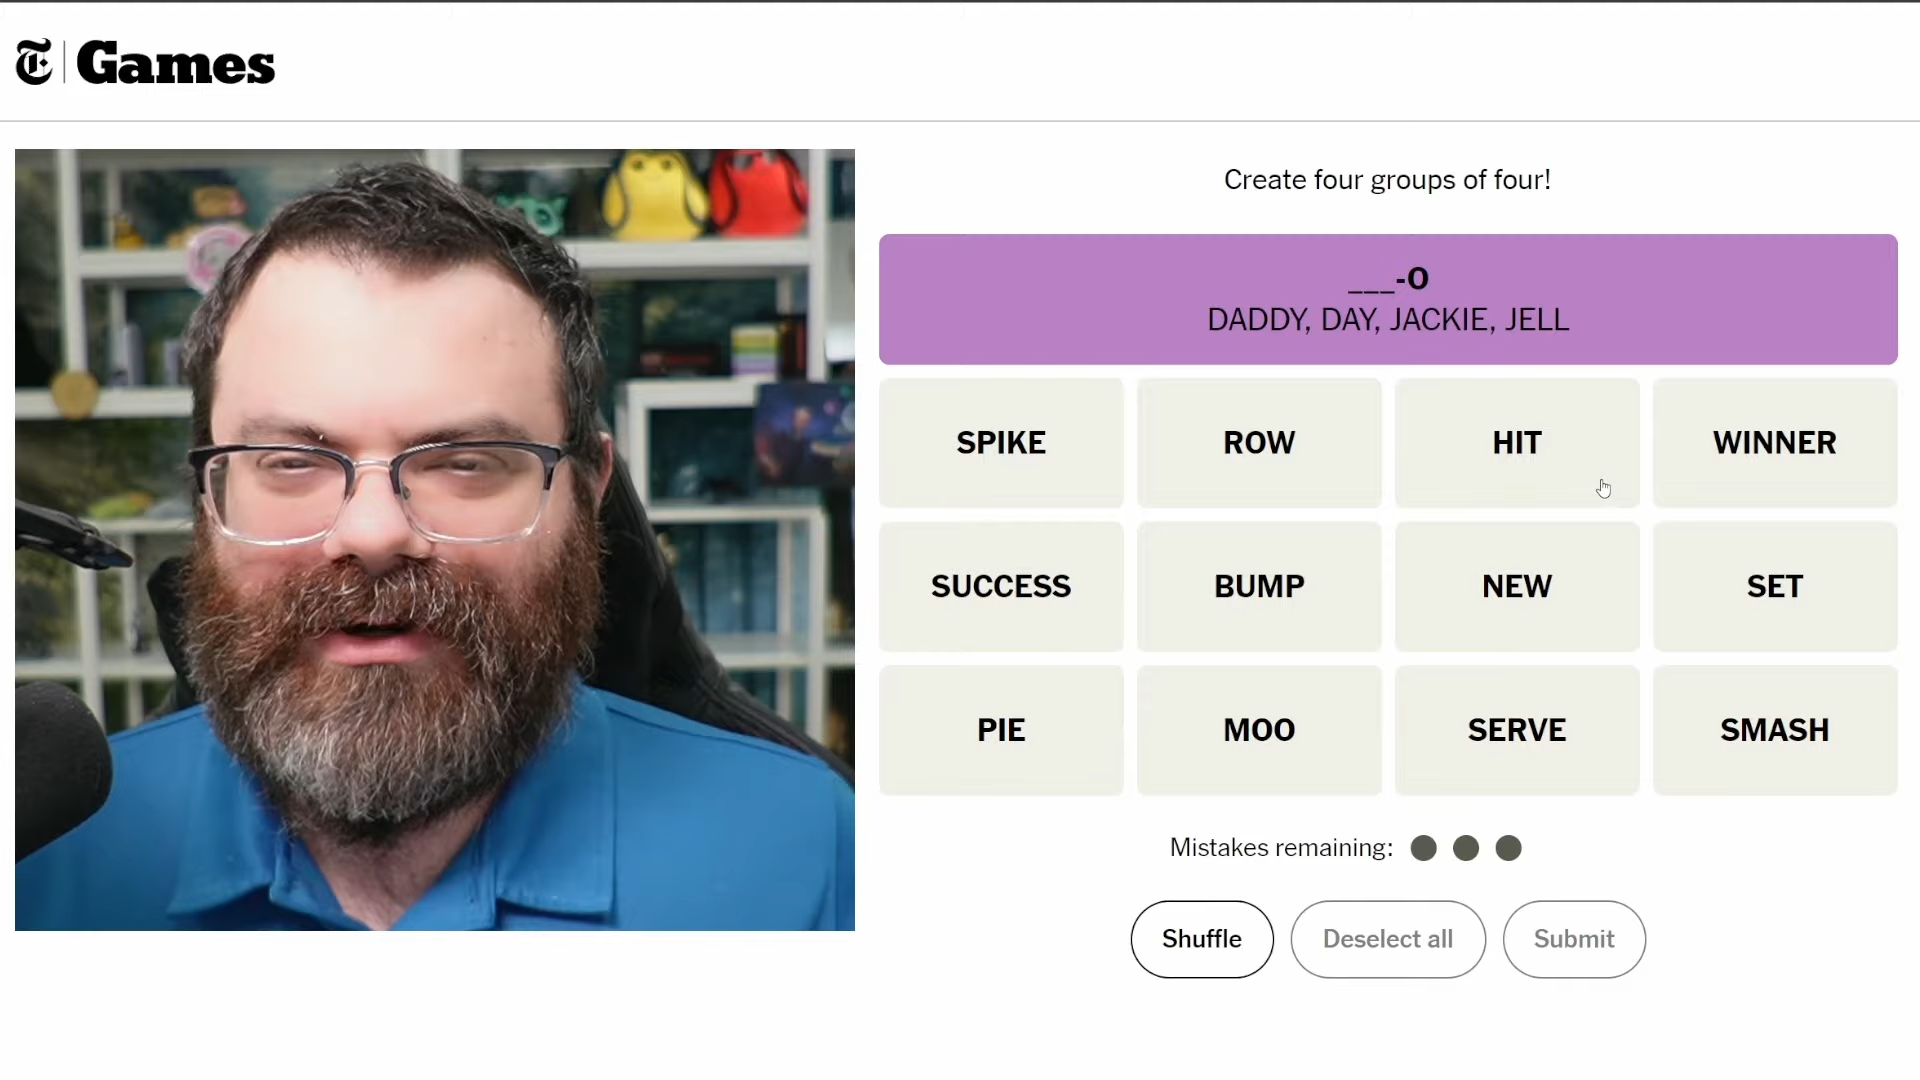 T Games
Create four groups of four!
___-O
DADDY, DAY, JACKIE, JELL
SPIKE ROW HIT WINNER
SUCCESS BUMP NEW SET
PIE MOO SERVE SMASH
Mistakes remaining:
Shuffle Deselect all Submit